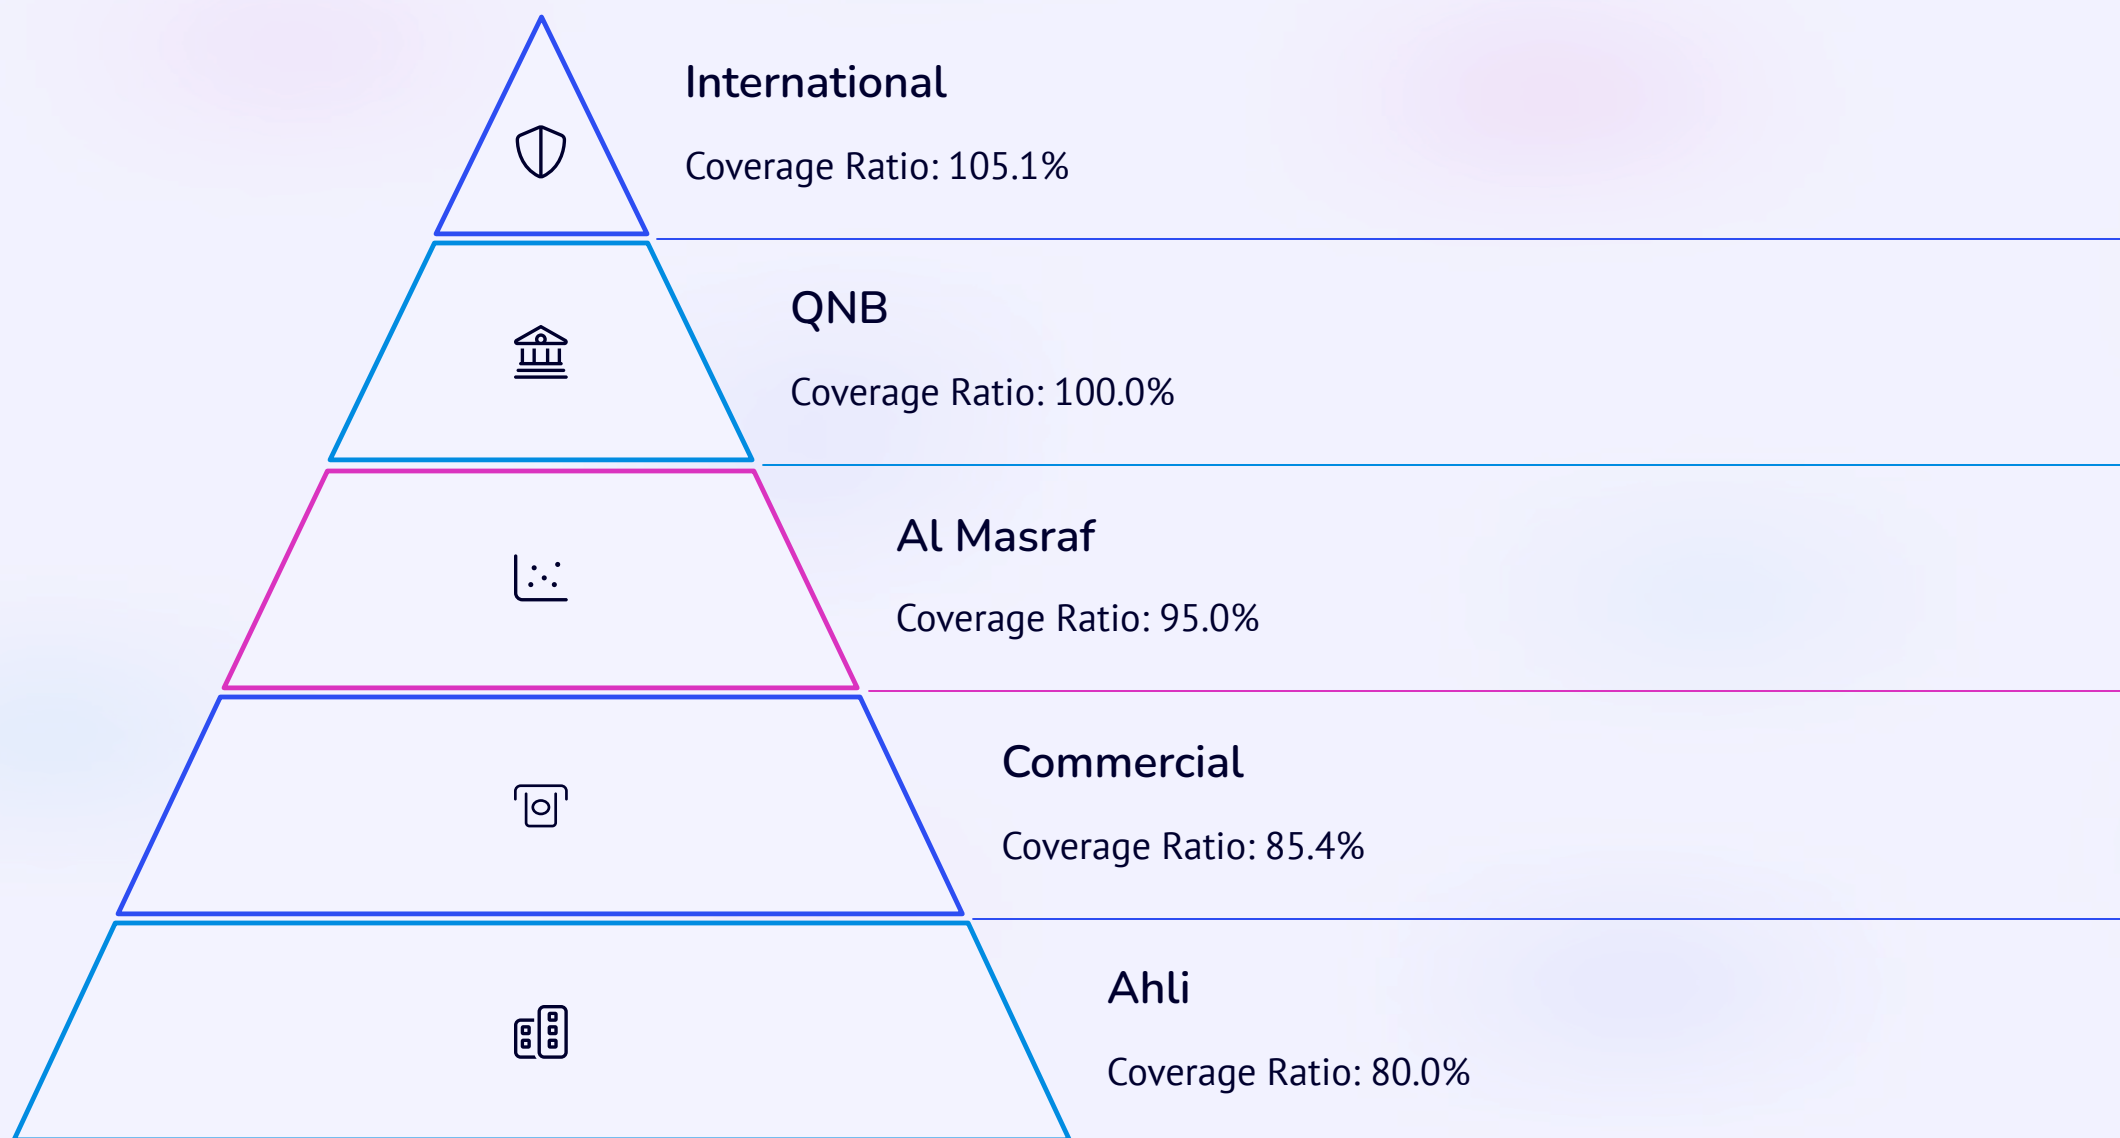 International
Coverage Ratio: 105.1%
QNB
Coverage Ratio: 100.0%
Al Masraf
Coverage Ratio: 95.0%
Commercial
Coverage Ratio: 85.4%
Ahli
Coverage Ratio: 80.0%